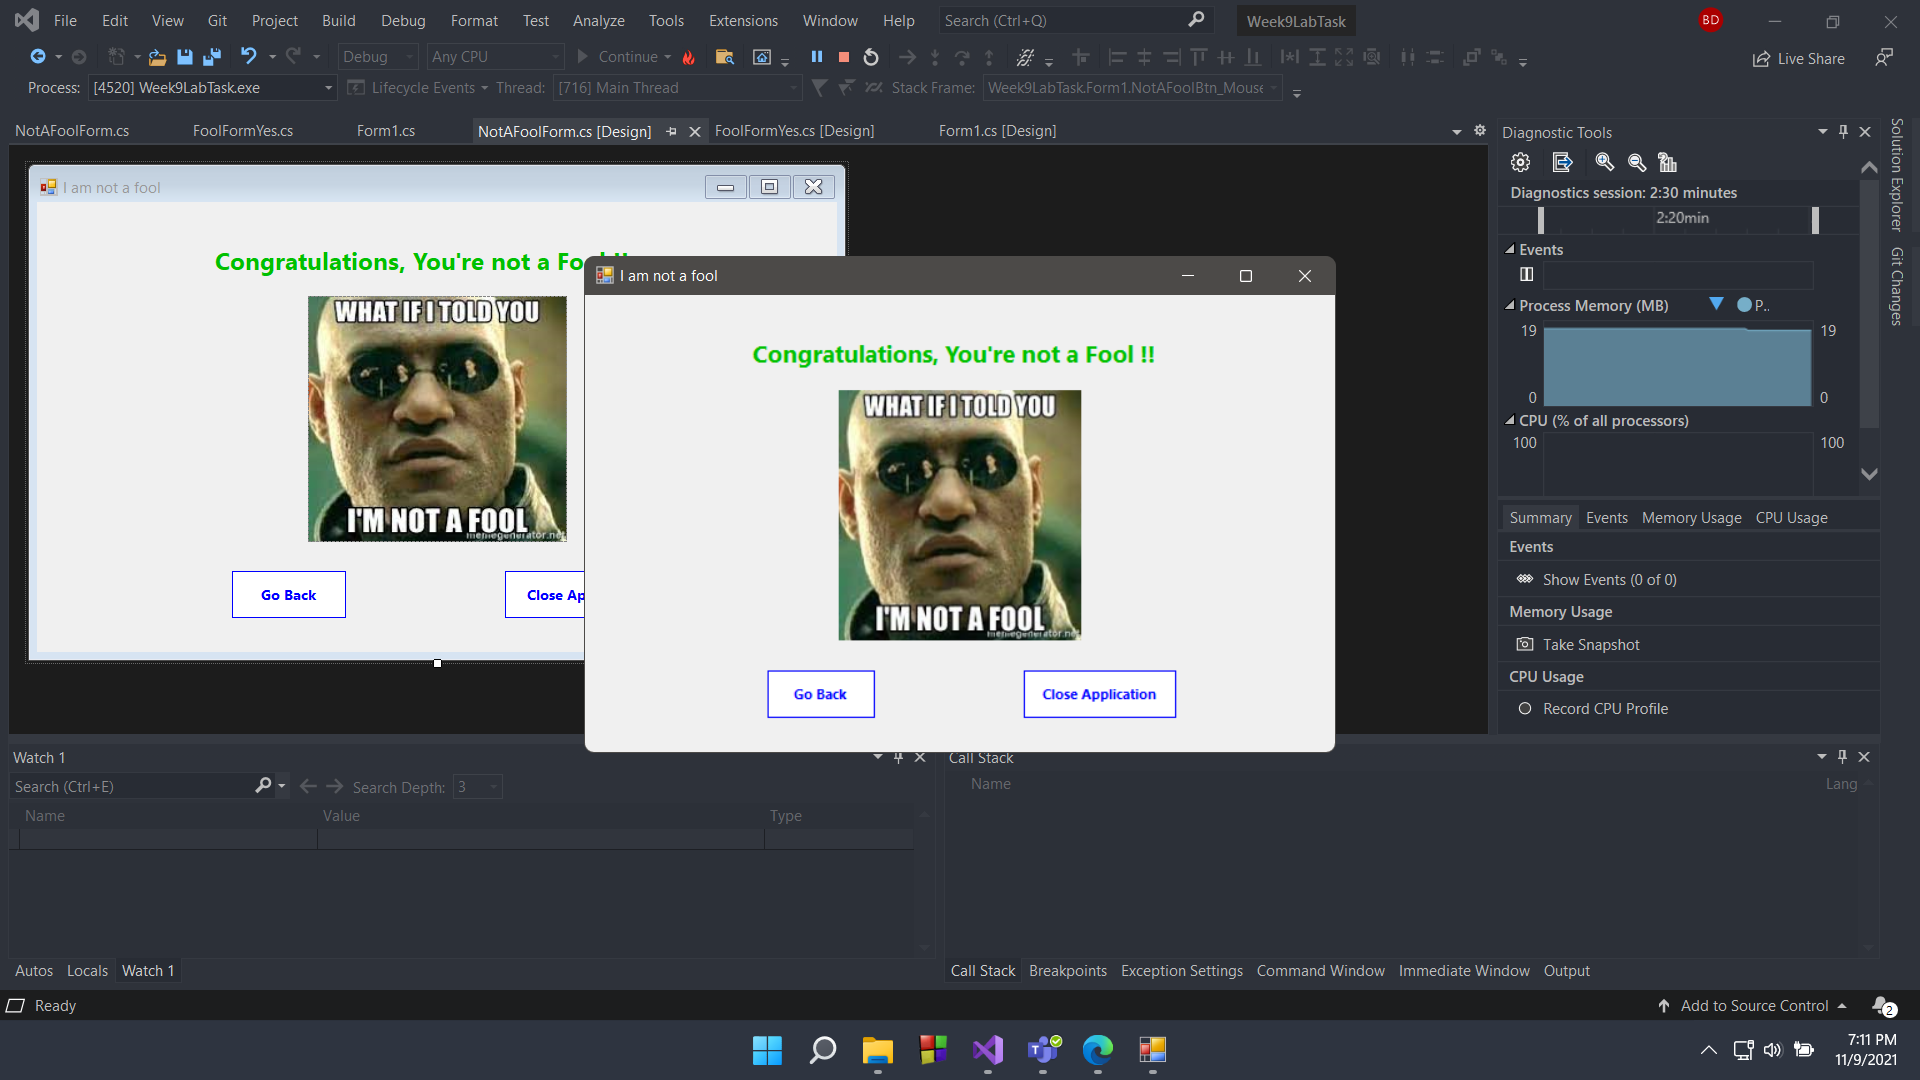 File Edit View Git Project Build Debug Format Test Analyze Tools Extensions Window Help Search (Ctrl+Q) Week9LabTask BD
Debug Any CPU Continue Live Share
Process: [4520] Week9LabTask.exe Lifecycle Events Thread: [716] Main Thread Stack Frame: Week9LabTask.Form1.NotAFoolBtn_Mouse
NotAFoolForm.cs FoolFormYes.cs Form1.cs NotAFoolForm.cs [Design] FoolFormYes.cs [Design] Form1.cs [Design]
I am not a fool
Congratulations, You're not a Fool !!
WHAT IF I TOLD YOU
I'M NOT A FOOL
memegenerator.net
Go Back
Close Ap
I am not a fool
Congratulations, You're not a Fool !!
WHAT IF I TOLD YOU
I'M NOT A FOOL
memegenerator.net
Go Back
Close Application
Diagnostic Tools
Diagnostics session: 2:30 minutes
2:20min
Events
Process Memory (MB) P..
19 19
0 0
CPU (% of all processors)
100 100
Summary Events Memory Usage CPU Usage
Events
Show Events (0 of 0)
Memory Usage
Take Snapshot
CPU Usage
Record CPU Profile
Solution Explorer
Git Changes
Watch 1
Search (Ctrl+E) Search Depth: 3
Name Value Type
Autos Locals Watch 1
Call Stack
Name Lang
Call Stack Breakpoints Exception Settings Command Window Immediate Window Output
Ready
Add to Source Control 2
7:11 PM
11/9/2021